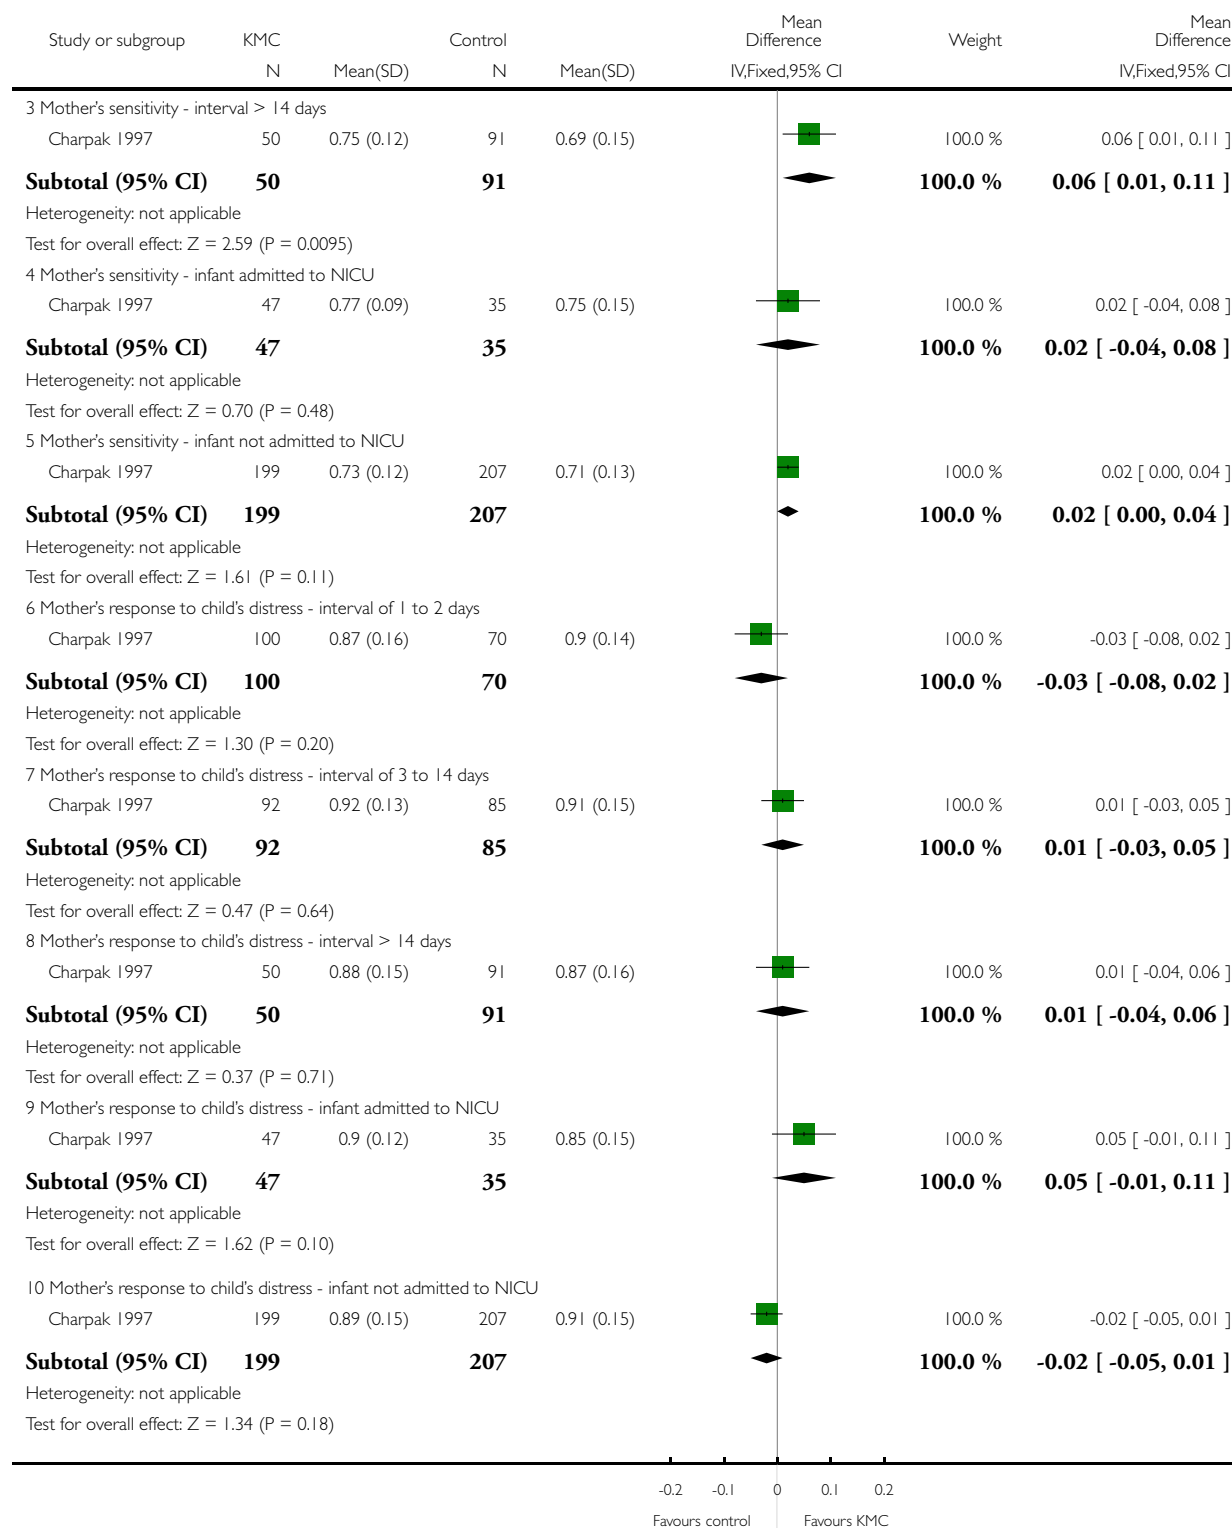 Study or subgroup KMC Control Mean Difference Weight Mean Difference
N Mean(SD) N Mean(SD) IV,Fixed,95% CI IV,Fixed,95% CI
3 Mother's sensitivity - interval > 14 days
Charpak 1997 50 0.75 (0.12) 91 0.69 (0.15) 100.0 % 0.06 [ 0.01, 0.11 ]
Subtotal (95% CI) 50 91 100.0 % 0.06 [ 0.01, 0.11 ]
Heterogeneity: not applicable
Test for overall effect: Z = 2.59 (P = 0.0095)
4 Mother's sensitivity - infant admitted to NICU
Charpak 1997 47 0.77 (0.09) 35 0.75 (0.15) 100.0 % 0.02 [ -0.04, 0.08 ]
Subtotal (95% CI) 47 35 100.0 % 0.02 [ -0.04, 0.08 ]
Heterogeneity: not applicable
Test for overall effect: Z = 0.70 (P = 0.48)
5 Mother's sensitivity - infant not admitted to NICU
Charpak 1997 199 0.73 (0.12) 207 0.71 (0.13) 100.0 % 0.02 [ 0.00, 0.04 ]
Subtotal (95% CI) 199 207 100.0 % 0.02 [ 0.00, 0.04 ]
Heterogeneity: not applicable
Test for overall effect: Z = 1.61 (P = 0.11)
6 Mother's response to child's distress - interval of 1 to 2 days
Charpak 1997 100 0.87 (0.16) 70 0.9 (0.14) 100.0 % -0.03 [ -0.08, 0.02 ]
Subtotal (95% CI) 100 70 100.0 % -0.03 [ -0.08, 0.02 ]
Heterogeneity: not applicable
Test for overall effect: Z = 1.30 (P = 0.20)
7 Mother's response to child's distress - interval of 3 to 14 days
Charpak 1997 92 0.92 (0.13) 85 0.91 (0.15) 100.0 % 0.01 [ -0.03, 0.05 ]
Subtotal (95% CI) 92 85 100.0 % 0.01 [ -0.03, 0.05 ]
Heterogeneity: not applicable
Test for overall effect: Z = 0.47 (P = 0.64)
8 Mother's response to child's distress - interval > 14 days
Charpak 1997 50 0.88 (0.15) 91 0.87 (0.16) 100.0 % 0.01 [ -0.04, 0.06 ]
Subtotal (95% CI) 50 91 100.0 % 0.01 [ -0.04, 0.06 ]
Heterogeneity: not applicable
Test for overall effect: Z = 0.37 (P = 0.71)
9 Mother's response to child's distress - infant admitted to NICU
Charpak 1997 47 0.9 (0.12) 35 0.85 (0.15) 100.0 % 0.05 [ -0.01, 0.11 ]
Subtotal (95% CI) 47 35 100.0 % 0.05 [ -0.01, 0.11 ]
Heterogeneity: not applicable
Test for overall effect: Z = 1.62 (P = 0.10)
10 Mother's response to child's distress - infant not admitted to NICU
Charpak 1997 199 0.89 (0.15) 207 0.91 (0.15) 100.0 % -0.02 [ -0.05, 0.01 ]
Subtotal (95% CI) 199 207 100.0 % -0.02 [ -0.05, 0.01 ]
Heterogeneity: not applicable
Test for overall effect: Z = 1.34 (P = 0.18)
-0.2 -0.1 0 0.1 0.2
Favours control Favours KMC